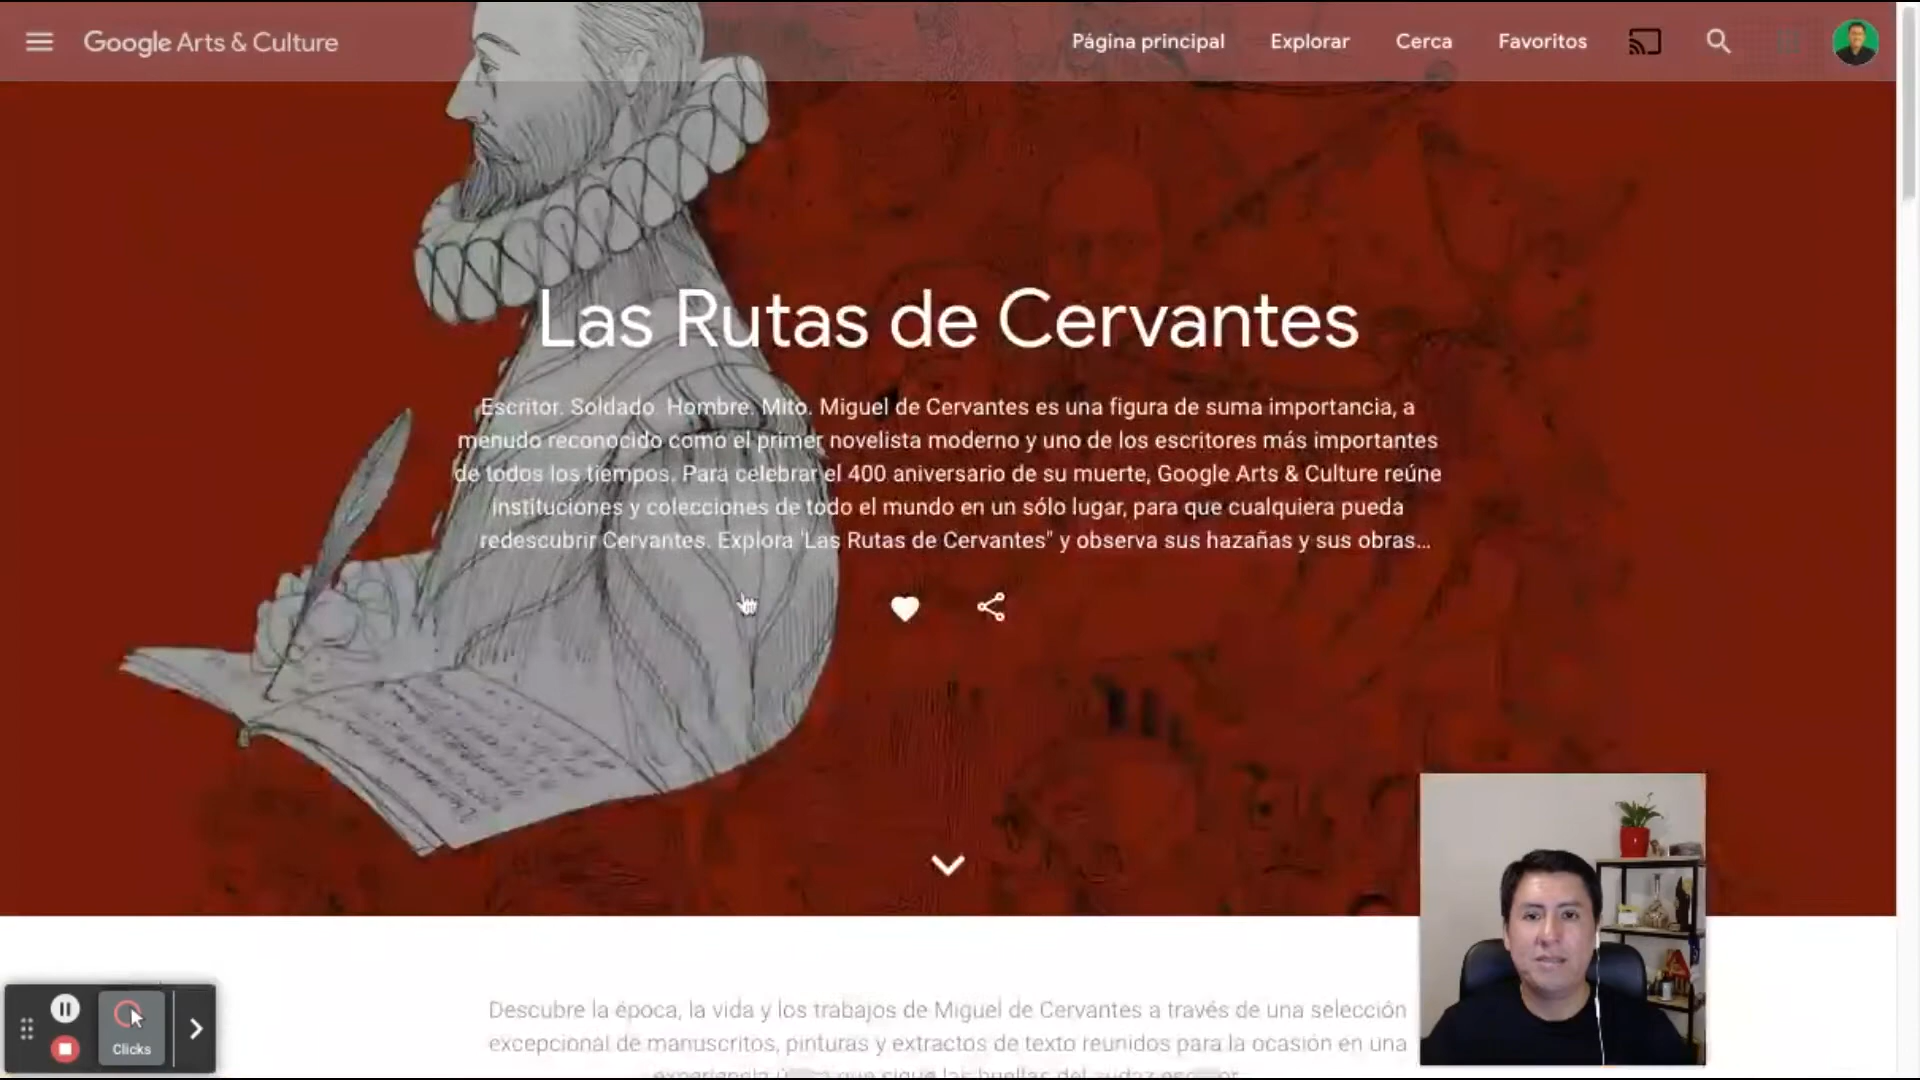 Google Arts & Culture
Página principal
Explorar
Cerca
Favoritos
Las Rutas de Cervantes
Escritor. Soldado. Hombre. Mito. Miguel de Cervantes es una figura de suma importancia, a
menudo reconocido como el primer novelista moderno y uno de los escritores más importantes
de todos los tiempos. Para celebrar el 400 aniversario de su muerte, Google Arts & Culture reúne
instituciones y colecciones de todo el mundo en un sólo lugar, para que cualquiera pueda
redescubrir Cervantes. Explora 'Las Rutas de Cervantes" y observa sus hazañas y sus obras...
Descubre la época, la vida y los trabajos de Miguel de Cervantes a través de una selección
excepcional de manuscritos, pinturas y extractos de texto reunidos para la ocasión en una
Clicks